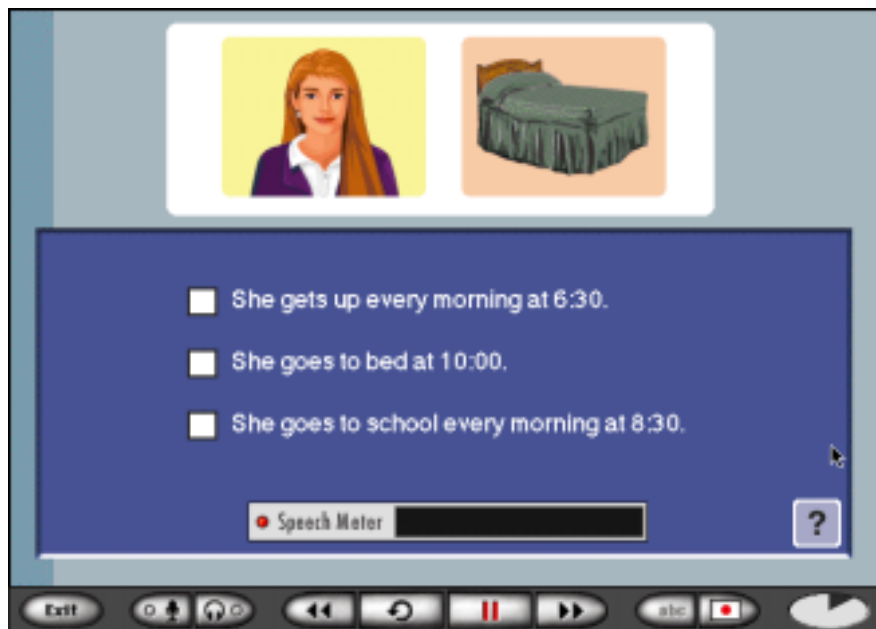 She gets up every morning at 6:30.
She goes to bed at 10:00.
She goes to school every morning at 8:30.
Speech Meter
?
Exit
abc